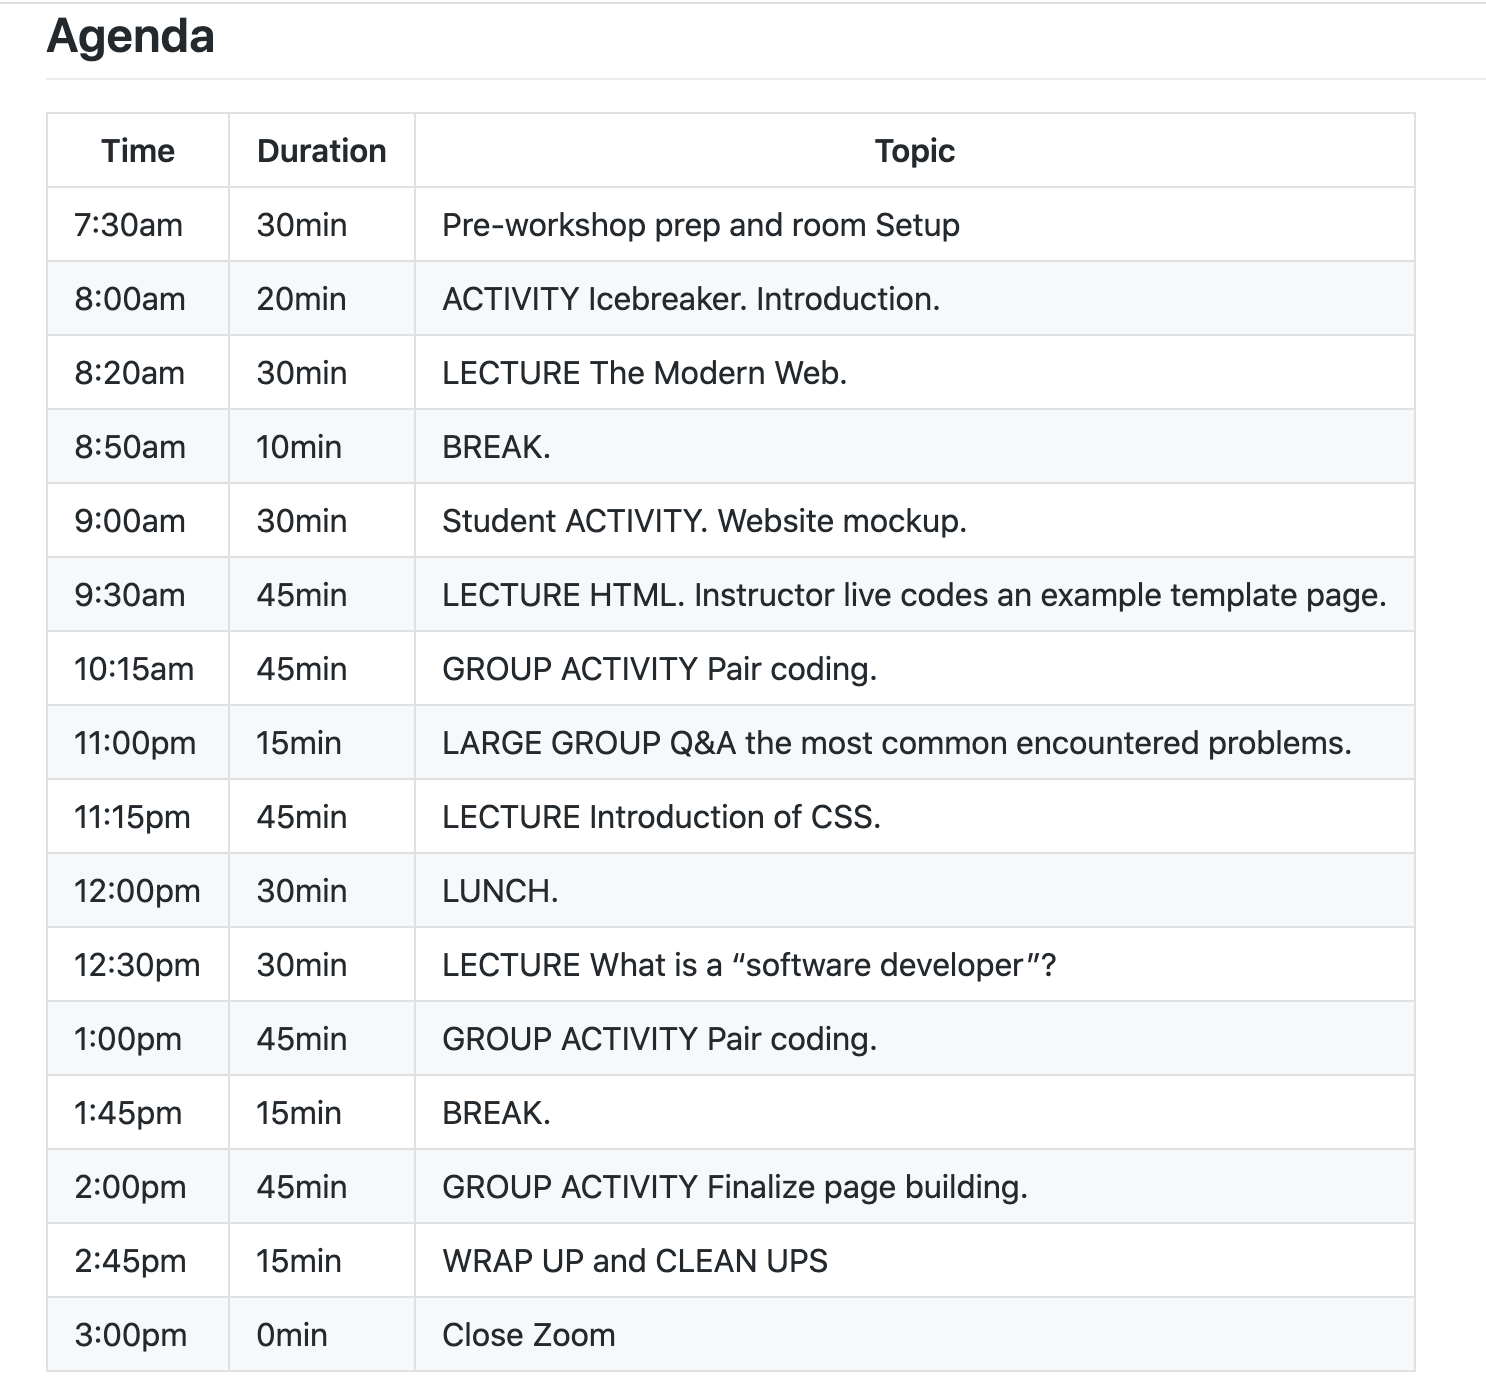 Agenda
Time Duration Topic
7:30am 30min Pre-workshop prep and room Setup
8:00am 20min ACTIVITY Icebreaker. Introduction.
8:20am 30min LECTURE The Modern Web.
8:50am 10min BREAK.
9:00am 30min Student ACTIVITY. Website mockup.
9:30am 45min LECTURE HTML. Instructor live codes an example template page.
10:15am 45min GROUP ACTIVITY Pair coding.
11:00pm 15min LARGE GROUP Q&A the most common encountered problems.
11:15pm 45min LECTURE Introduction of CSS.
12:00pm 30min LUNCH.
12:30pm 30min LECTURE What is a “software developer”?
1:00pm 45min GROUP ACTIVITY Pair coding.
1:45pm 15min BREAK.
2:00pm 45min GROUP ACTIVITY Finalize page building.
2:45pm 15min WRAP UP and CLEAN UPS
3:00pm 0min Close Zoom